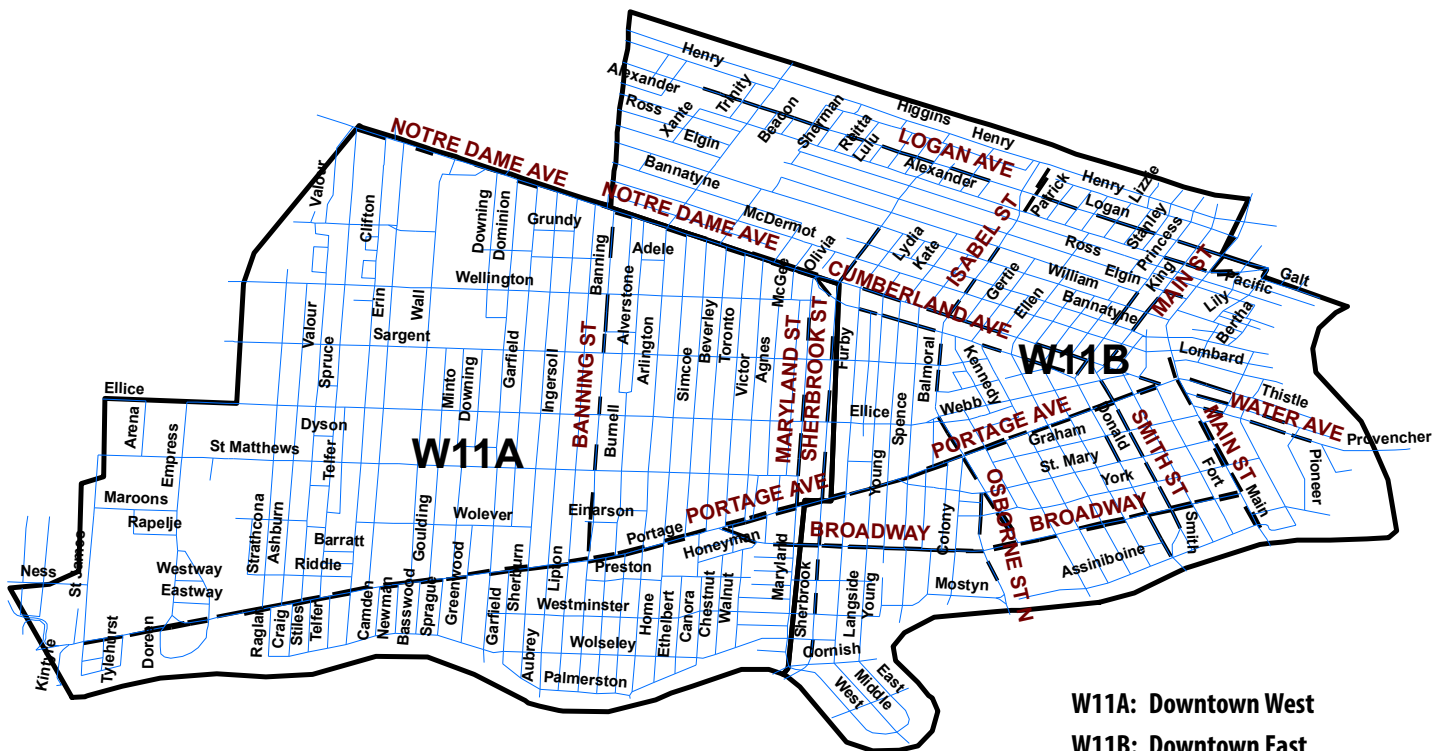 Henry
Alexander
Trinity
Ross
Xante
Beacon
Sherman
Higgins
Henry
Reitta
Lulu
LOGAN AVE
Elgin
Alexander
Bannatyne
NOTRE DAME AVE
NOTRE DAME AVE
McDermot
Valour
Clifton
Downing
Dominion
Grundy
Banning
Adele
McGee
Olivia
Lydia
Kate
ISABEL ST
Patrick
Henry
Lizzie
Logan
Stanley
Princess
Ross
Elgin
King
MAIN ST
Galt
Pacific
William
Bannatyne
Lily
Bertha
Gertie
Ellen
CUMBERLAND AVE
Wellington
Erin
Wall
Sargent
Valour
Spruce
Garfield
Alverstone
Arlington
Beverley
Toronto
Simcoe
Victor
Agnes
MARYLAND ST
SHERBROOK ST
Furby
Balmoral
Kennedy
W11B
Lombard
Thistle
WATER AVE
Provencher
Pioneer
Ellice
Arena
Empress
Minto
Downing
Ingersoll
BANNING ST
Burnell
Ellice
Spence
Webb
PORTAGE AVE
Donald
Graham
SMITH ST
MAIN ST
Dyson
St Matthews
Telfer
W11A
Young
St. Mary
York
Fort
Main
Maroons
Rapelje
Strathcona
Ashburn
Goulding
Wolever
Einarson
Portage
PORTAGE AVE
BROADWAY
Colony
OSBORNE ST N
BROADWAY
Smith
Assiniboine
Barratt
Riddle
Honeyman
Preston
Maryland
Ness
St James
Westway
Eastway
Camden
Newman
Basswood
Sprague
Greenwood
Garfield
Sherburn
Lipton
Westminster
Home
Ethelbert
Canora
Chestnut
Walnut
Sherbrook
Langside
Young
Mostyn
Kintyre
Tylehurst
Doreen
Raglan
Craig
Stiles
Telfer
Aubrey
Wolseley
Palmerston
Cornish
East
Middle
West
W11A: Downtown West
W11B: Downtown East